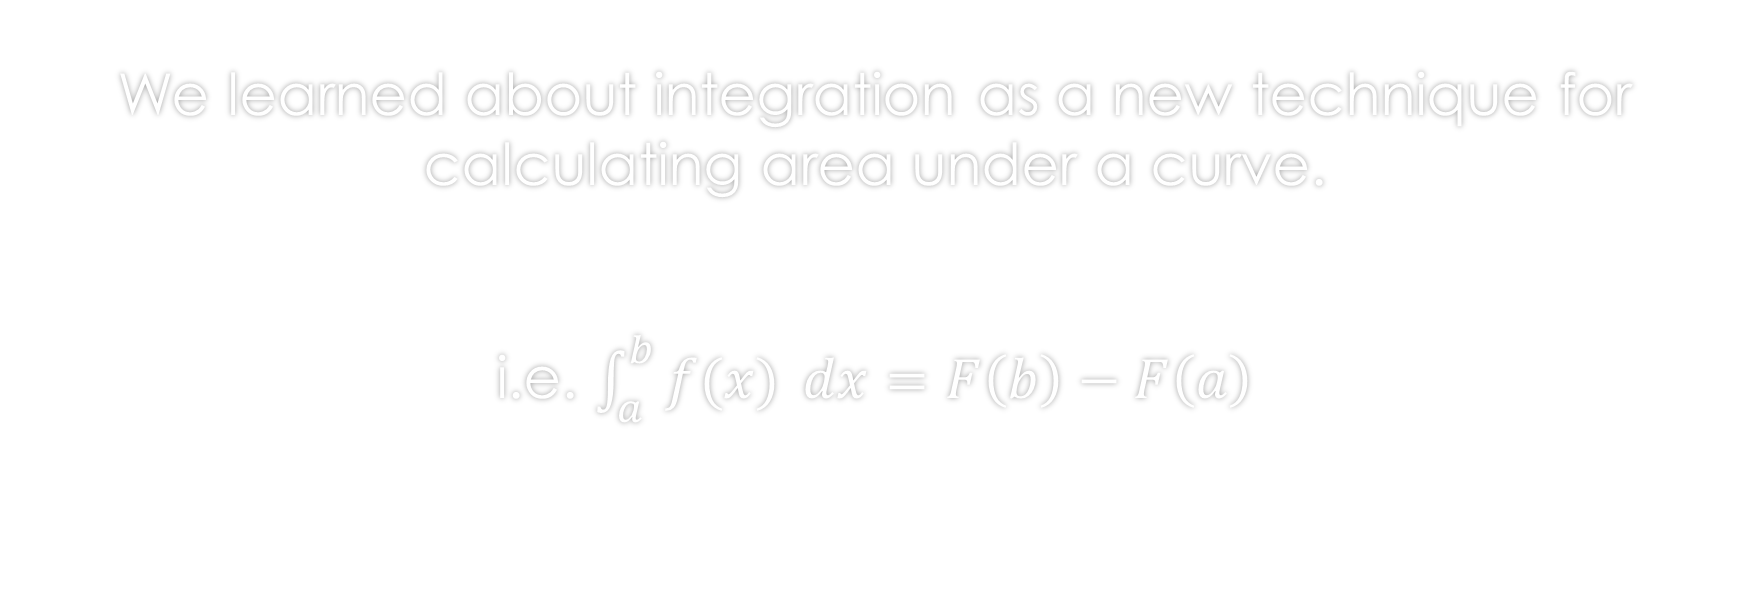 We learned about integration as a new technique for
calculating area under a curve.
i.e. ∫_a^b f(x) dx = F(b) − F(a)